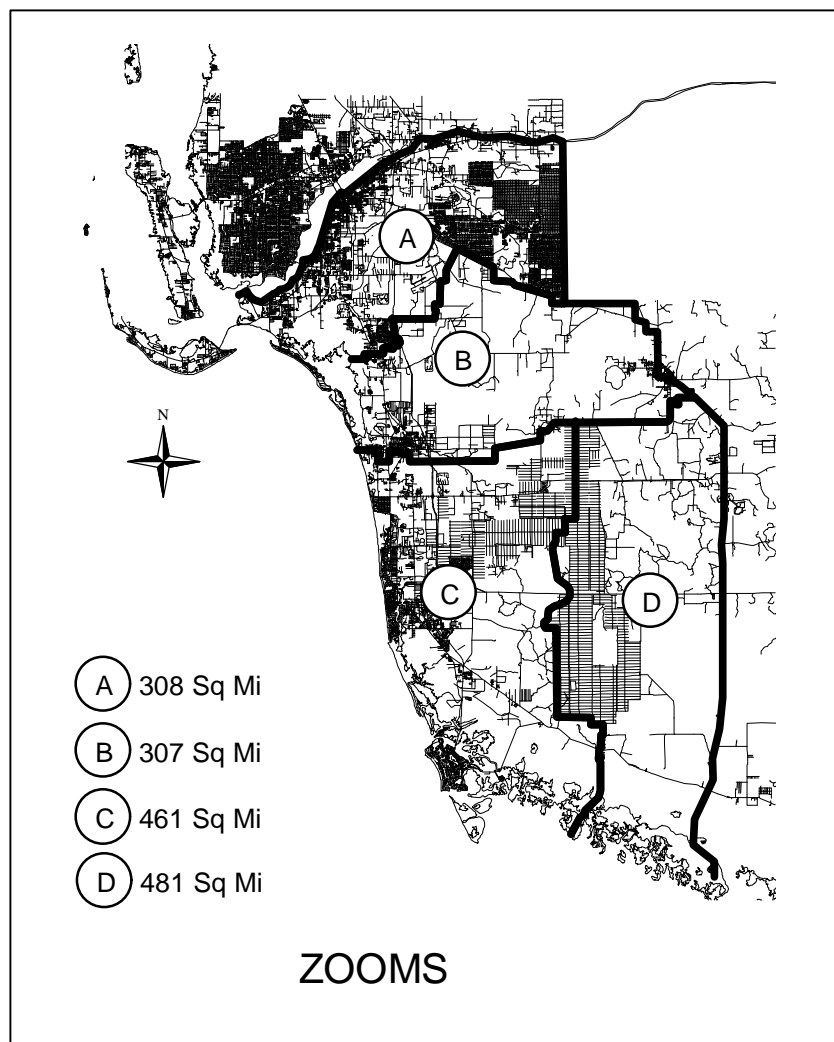 A
B
N
C
D
A 308 Sq Mi
B 307 Sq Mi
C 461 Sq Mi
D 481 Sq Mi
ZOOMS